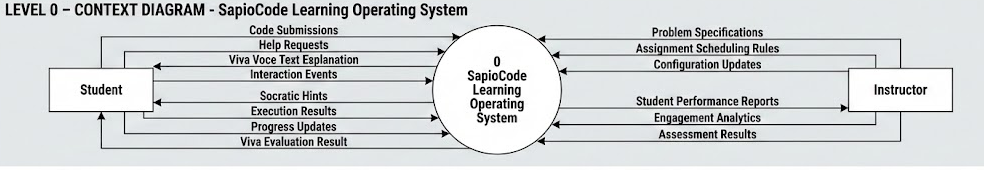 LEVEL 0 – CONTEXT DIAGRAM - SapioCode Learning Operating System
Code Submissions
Help Requests
Viva Voce Text Esplanation
Interaction Events
Socratic Hints
Execution Results
Progress Updates
Viva Evaluation Result
Student
0
SapioCode
Learning
Operating
System
Problem Specifications
Assignment Scheduling Rules
Configuration Updates
Student Performance Reports
Engagement Analytics
Assessment Results
Instructor